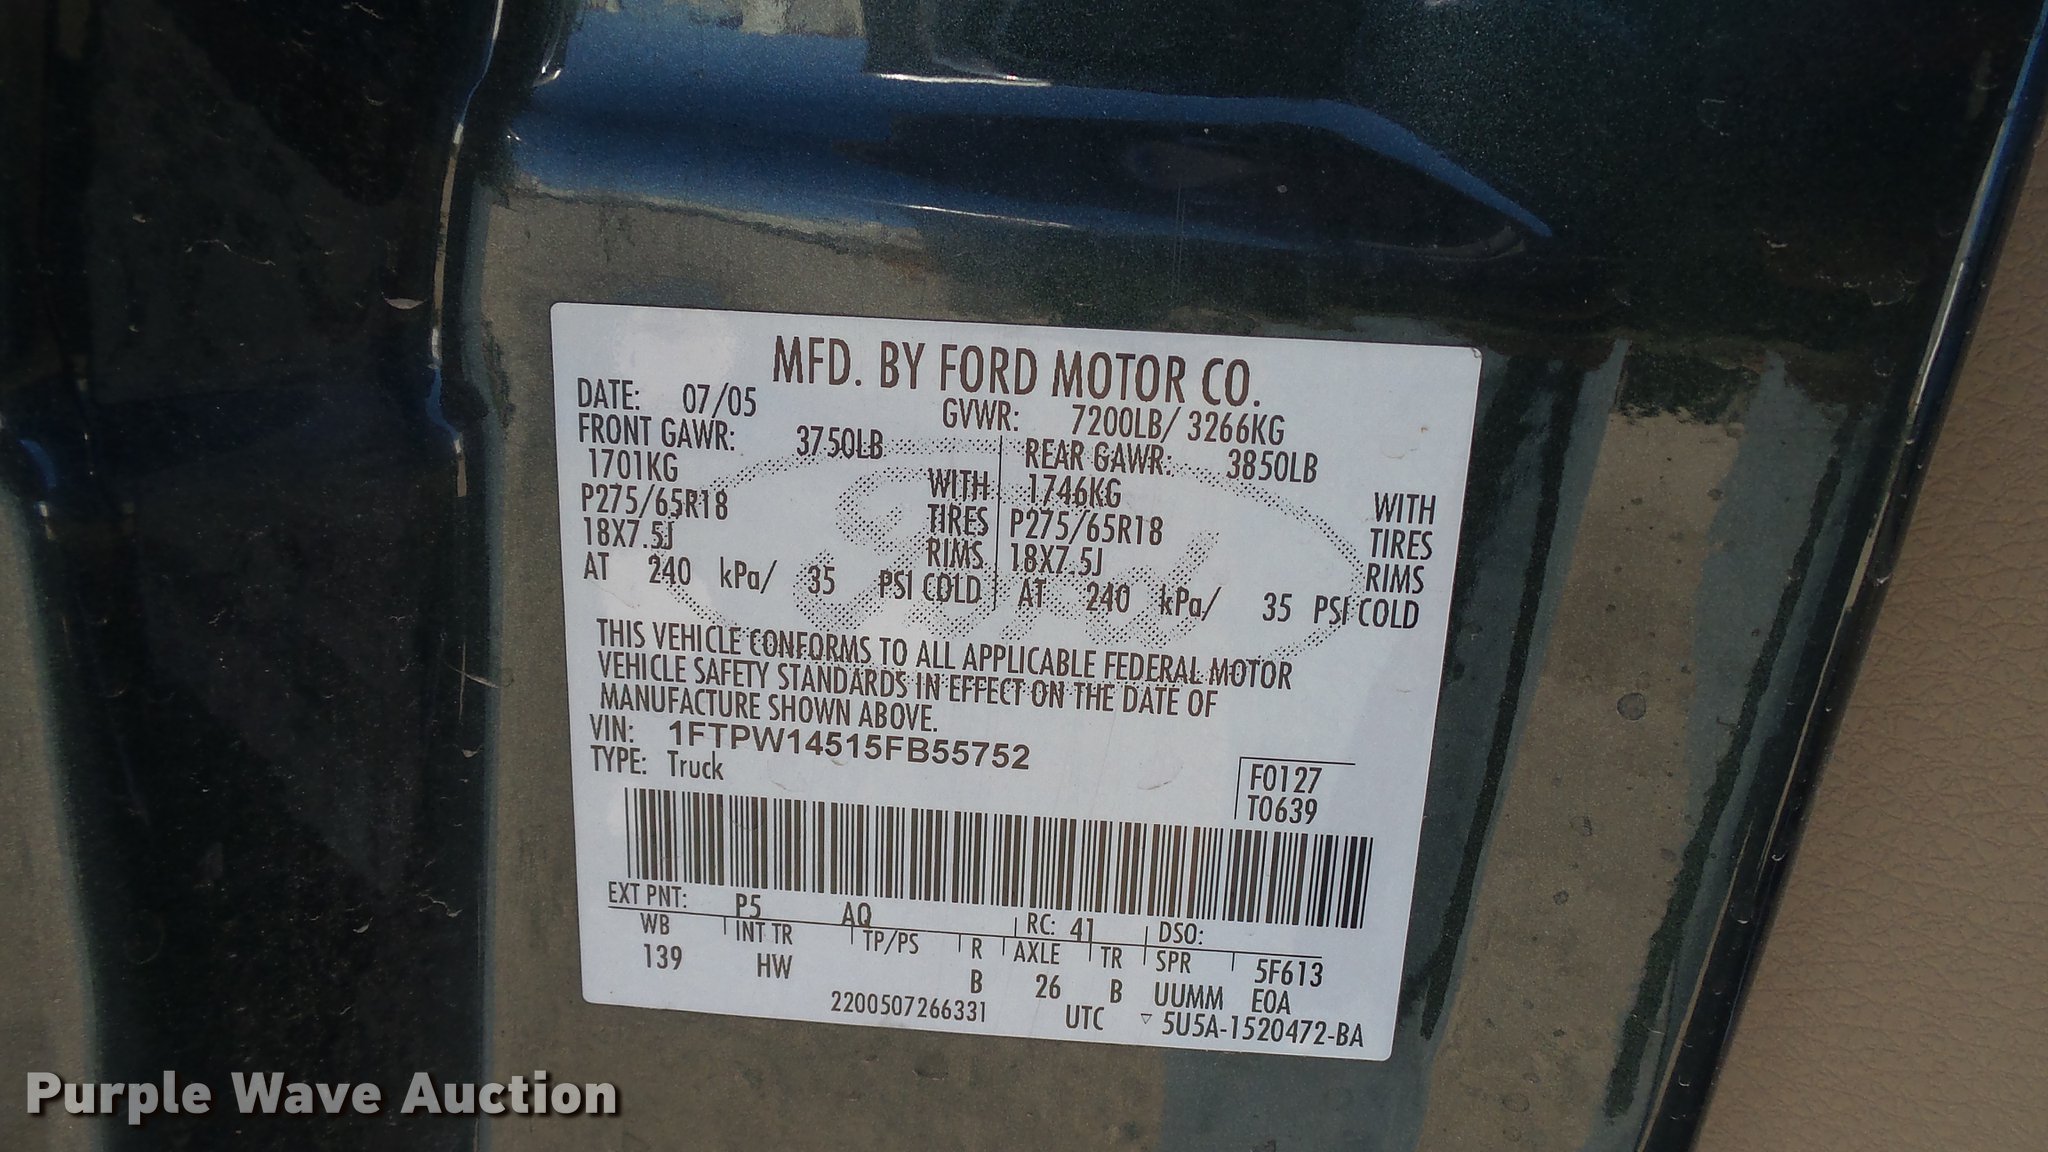 MFD. BY FORD MOTOR CO.
DATE: 07/05 GVWR: 7200LB/ 3266KG
FRONT GAWR: 3750LB REAR GAWR: 3850LB
1701KG WITH 1746KG WITH
P275/65R18 TIRES P275/65R18 TIRES
18X7.5J RIMS 18X7.5J RIMS
AT 240 kPa/ 35 PSI COLD AT 240 kPa/ 35 PSI COLD
THIS VEHICLE CONFORMS TO ALL APPLICABLE FEDERAL MOTOR
VEHICLE SAFETY STANDARDS IN EFFECT ON THE DATE OF
MANUFACTURE SHOWN ABOVE.
VIN: 1FTPW14515FB55752
TYPE: Truck
F0127
T0639
EXT PNT: P5 AQ RC: 41 DSO:
WB INT TR TP/PS R AXLE TR SPR 5F613
139 HW B 26 B UUMM EOA
2200507266331 UTC ▽ 5U5A-1520472-BA
Ford
Purple Wave Auction